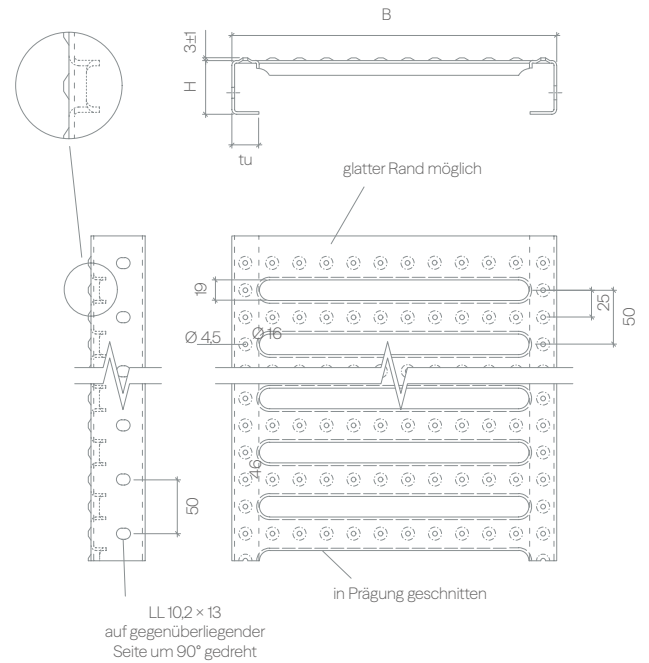 B
3±1
H
tu
glatter Rand möglich
19
25
50
Ø 4,5
Ø 16
46
50
in Prägung geschnitten
LL 10,2 × 13
auf gegenüberliegender
Seite um 90° gedreht